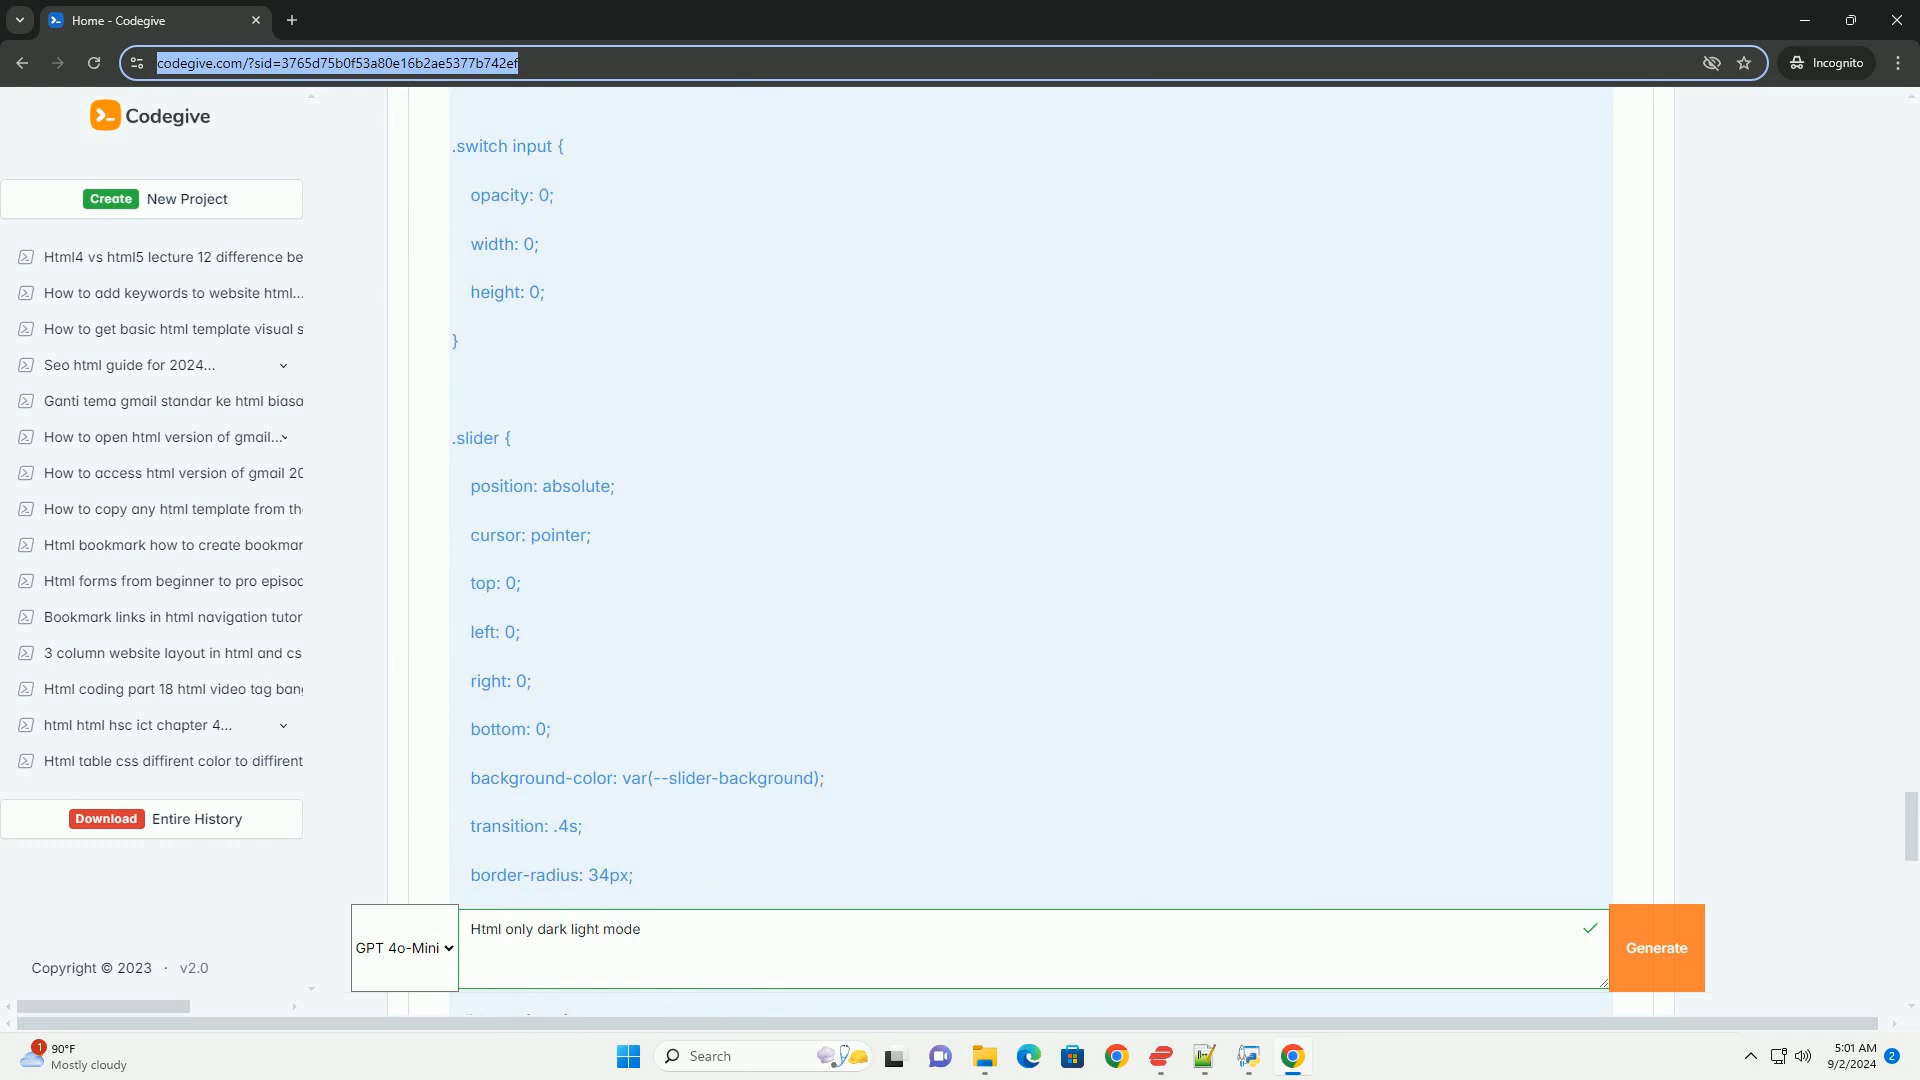 Home - Codegive
codegive.com/?sid=3765d75b0f53a80e16b2ae5377b742ef
Incognito
Codegive
Create New Project
Html4 vs html5 lecture 12 difference be
How to add keywords to website html...
How to get basic html template visual s
Seo html guide for 2024...
Ganti tema gmail standar ke html biasa
How to open html version of gmail...
How to access html version of gmail 20
How to copy any html template from th
Html bookmark how to create bookmar
Html forms from beginner to pro episod
Bookmark links in html navigation tutor
3 column website layout in html and cs
Html coding part 18 html video tag bang
html html hsc ict chapter 4...
Html table css diffirent color to diffirent
Download Entire History
Copyright © 2023 · v2.0
.switch input {
opacity: 0;
width: 0;
height: 0;
}
.slider {
position: absolute;
cursor: pointer;
top: 0;
left: 0;
right: 0;
bottom: 0;
background-color: var(--slider-background);
transition: .4s;
border-radius: 34px;
GPT 4o-Mini
Html only dark light mode
Generate
1
90°F
Mostly cloudy
Search
5:01 AM
9/2/2024
2